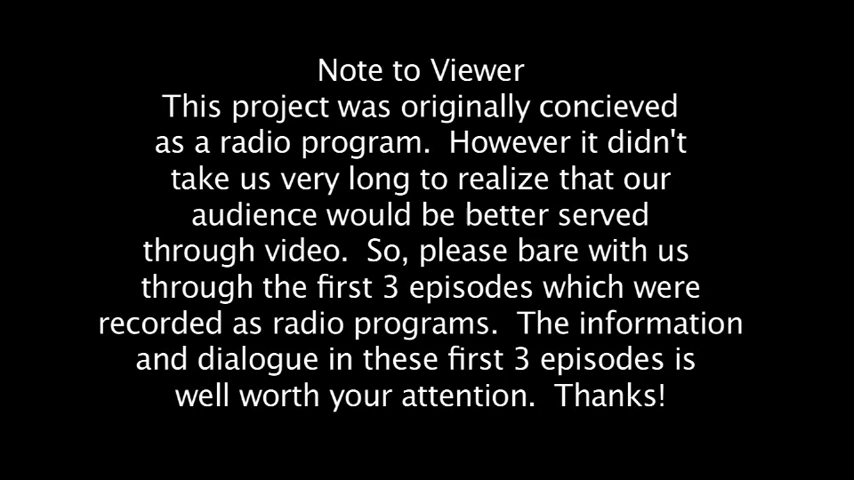 Note to Viewer
This project was originally concieved
as a radio program.  However it didn't
take us very long to realize that our
audience would be better served
through video.  So, please bare with us
through the first 3 episodes which were
recorded as radio programs.  The information
and dialogue in these first 3 episodes is
well worth your attention.  Thanks!